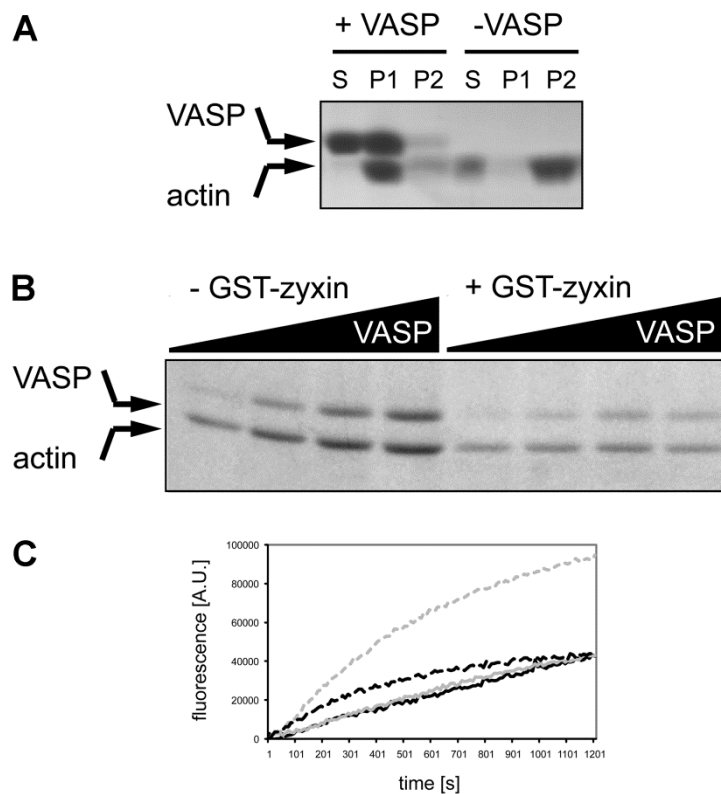 A
+ VASP -VASP
S P1 P2 S P1 P2
VASP
actin
B
- GST-zyxin + GST-zyxin
VASP VASP
VASP
actin
C
100000
80000
60000
40000
20000
0
fluorescence [A.U.]
1 101 201 301 401 501 601 701 801 901 1001 1101 1201
time [s]